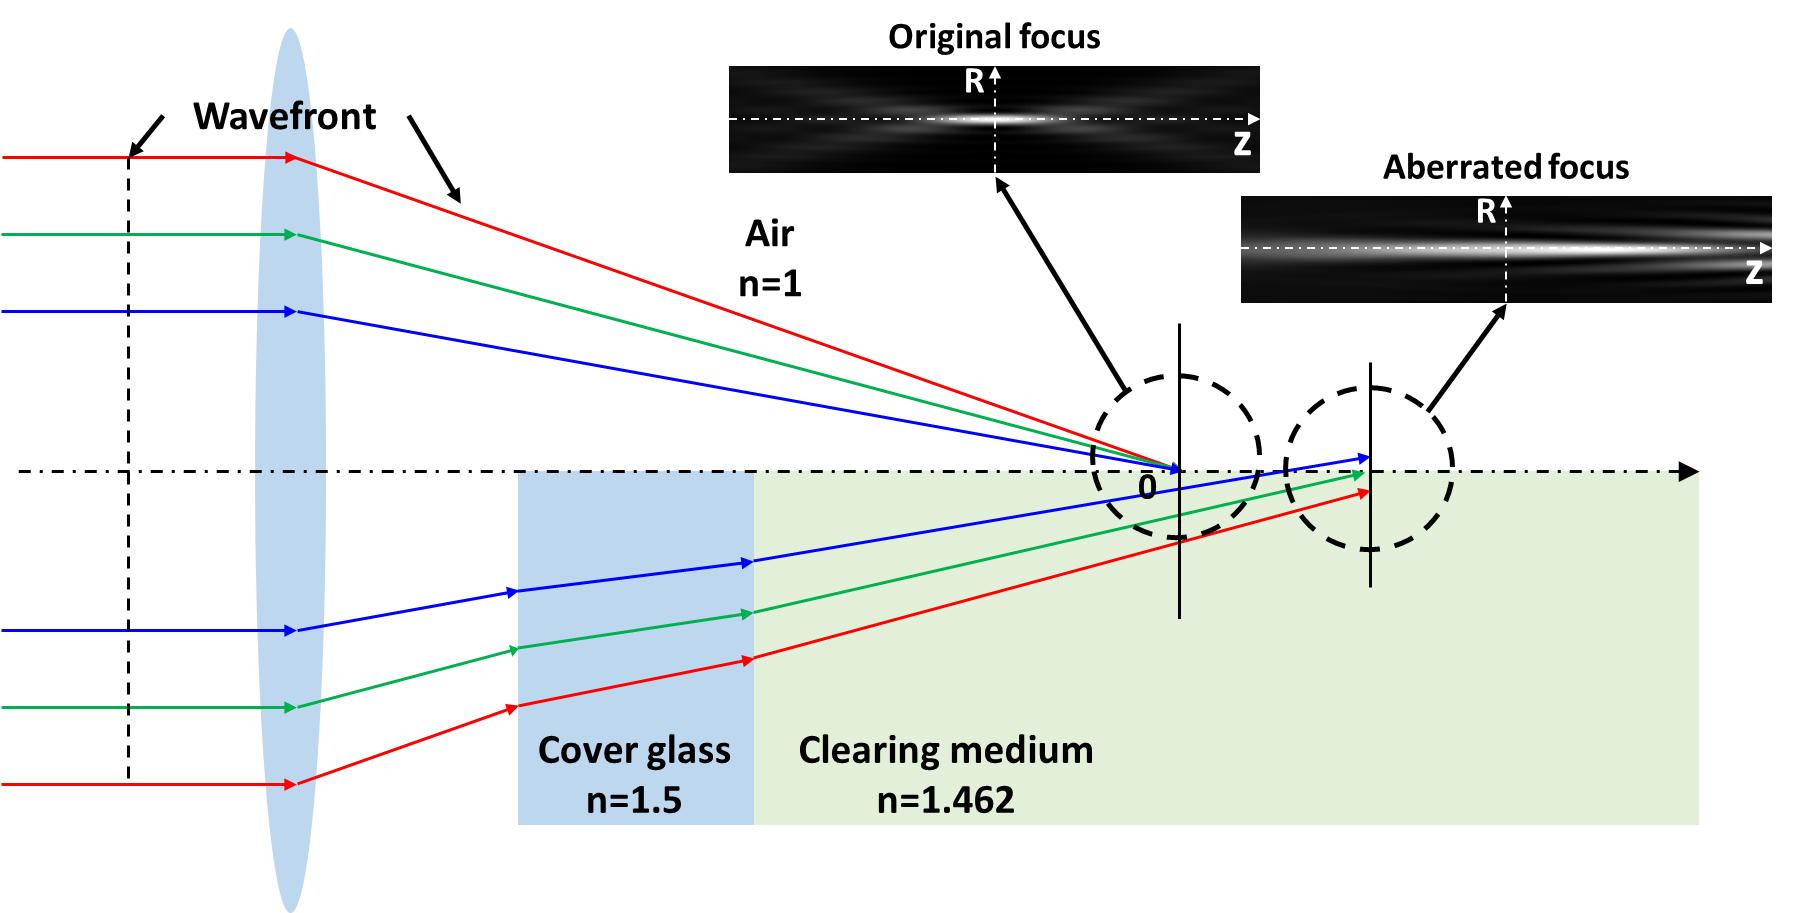 Original focus
R
Z
Wavefront
Aberrated focus
R
Z
Air
n=1
0
Cover glass
n=1.5
Clearing medium
n=1.462